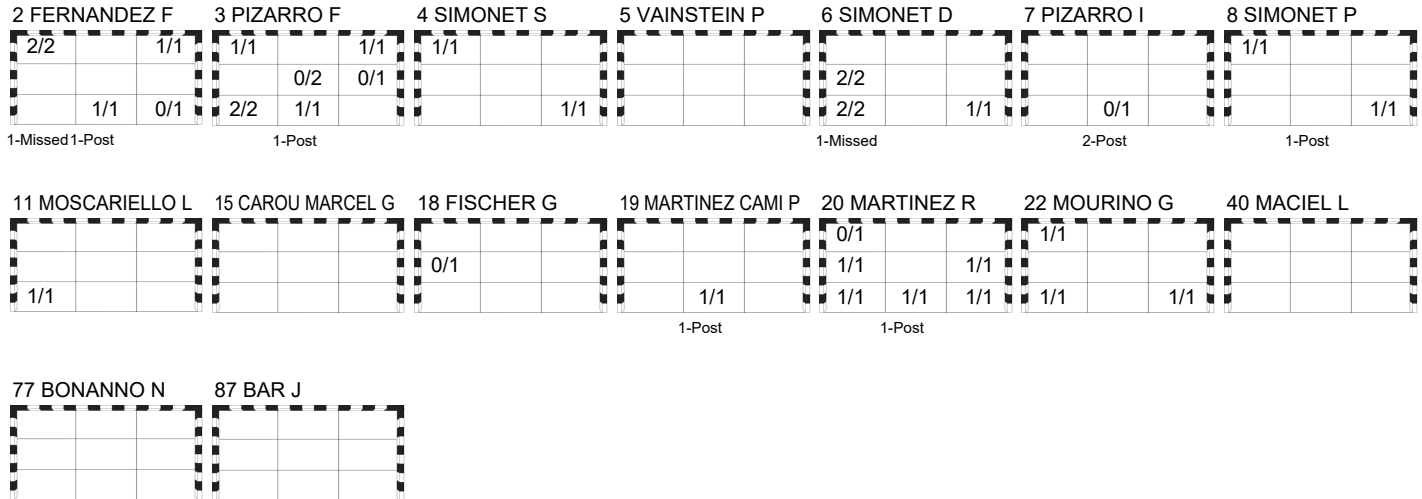 2 FERNANDEZ F 3 PIZARRO F 4 SIMONET S 5 VAINSTEIN P 6 SIMONET D 7 PIZARRO I 8 SIMONET P
2/2 1/1 1/1 1/1 1/1 1/1
0/2 0/1 2/2
1/1 0/1 2/2 1/1 1/1 2/2 1/1 0/1 1/1
1-Missed 1-Post 1-Post 1-Missed 2-Post 1-Post
11 MOSCARIELLO L 15 CAROU MARCEL G 18 FISCHER G 19 MARTINEZ CAMI P 20 MARTINEZ R 22 MOURINO G 40 MACIEL L
0/1 1/1
0/1 1/1 1/1
1/1 1/1 1/1 1/1 1/1 1/1 1/1
1-Post 1-Post
77 BONANNO N 87 BAR J